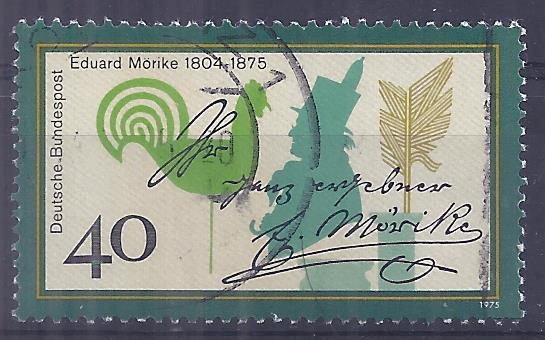 Eduard Mörike 1804-1875
Deutsche Bundespost
Ihr
ganz ergebner
E. Mörike
40
1975